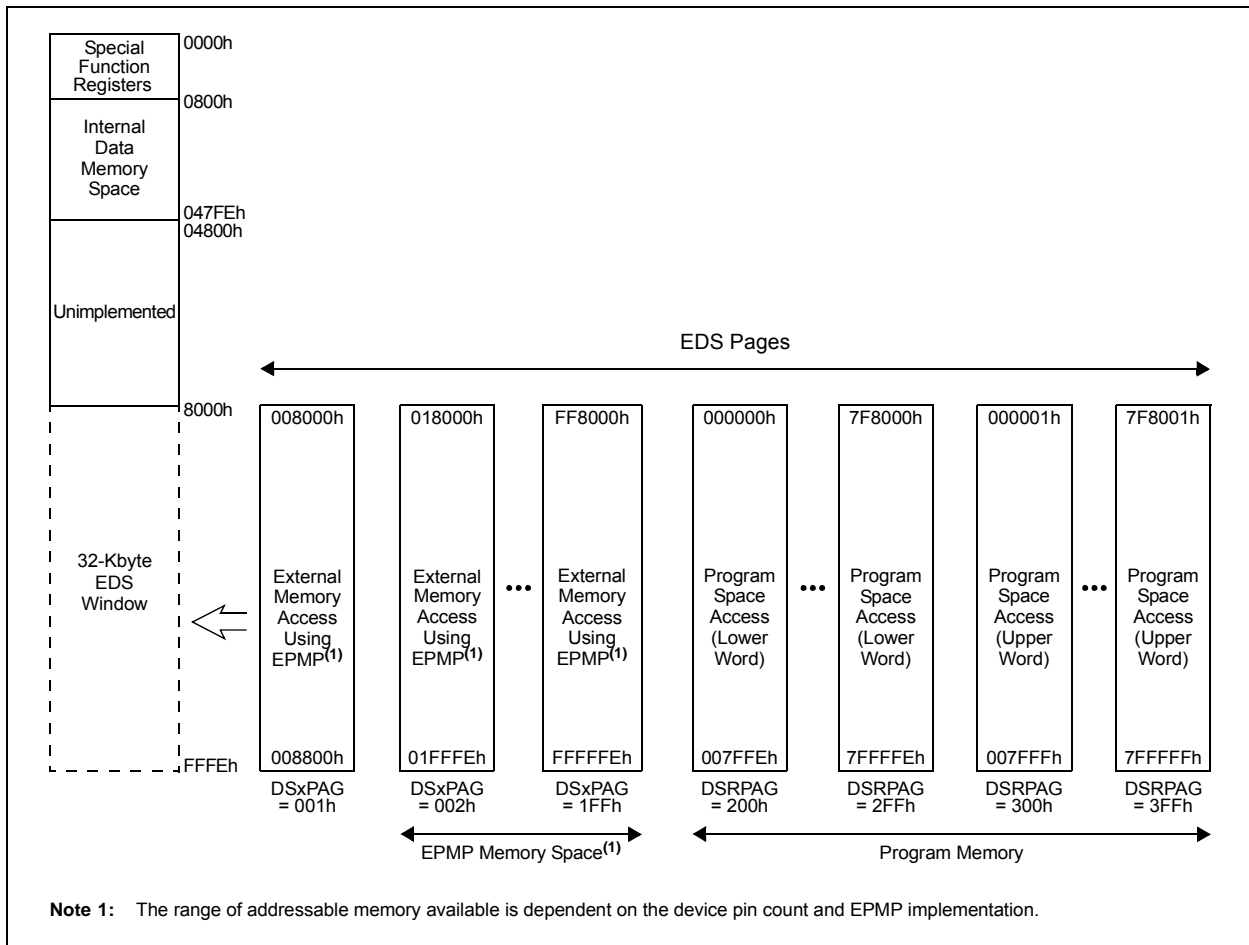 Special
Function
Registers
0000h
0800h
Internal
Data
Memory
Space
047FEh
04800h
Unimplemented
8000h
32-Kbyte
EDS
Window
FFFEh
EDS Pages
008000h
External
Memory
Access
Using
EPMP(1)
008800h
DSxPAG
= 001h
018000h
External
Memory
Access
Using
EPMP(1)
01FFFEh
DSxPAG
= 002h
•••
FF8000h
External
Memory
Access
Using
EPMP(1)
FFFFFEh
DSxPAG
= 1FFh
000000h
Program
Space
Access
(Lower
Word)
007FFEh
DSRPAG
= 200h
•••
7F8000h
Program
Space
Access
(Lower
Word)
7FFFFEh
DSRPAG
= 2FFh
000001h
Program
Space
Access
(Upper
Word)
007FFFh
DSRPAG
= 300h
•••
7F8001h
Program
Space
Access
(Upper
Word)
7FFFFFh
DSRPAG
= 3FFh
EPMP Memory Space(1)
Program Memory
Note 1: The range of addressable memory available is dependent on the device pin count and EPMP implementation.